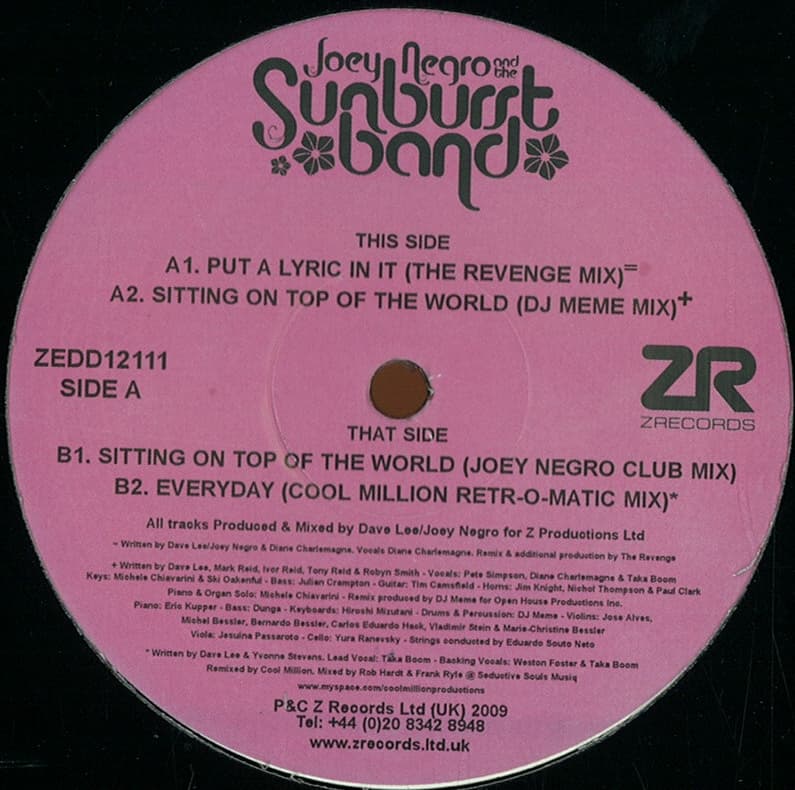 Joey Negro and the
Sunburst
band
THIS SIDE
A1. PUT A LYRIC IN IT (THE REVENGE MIX)=
A2. SITTING ON TOP OF THE WORLD (DJ MEME MIX)+
ZEDD12111
SIDE A
ZR
ZRECORDS
THAT SIDE
B1. SITTING ON TOP OF THE WORLD (JOEY NEGRO CLUB MIX)
B2. EVERYDAY (COOL MILLION RETR-O-MATIC MIX)*
All tracks Produced & Mixed by Dave Lee/Joey Negro for Z Productions Ltd
= Written by Dave Lee/Joey Negro & Diane Charlemagne. Vocals Diane Charlemagne. Remix & additional production by The Revenge
+ Written by Dave Lee, Mark Reid, Ivor Reid, Tony Reid & Robyn Smith - Vocals: Pete Simpson, Diane Charlemagne & Taka Boom
Keys: Michele Chiavarini & Ski Oakenful - Bass: Julian Crampton - Guitar: Tim Cansfield - Horns: Jim Knight, Nichol Thompson & Paul Clark
Piano & Organ Solo: Michele Chiavarini - Remix produced by DJ Meme for Open House Productions Inc.
Piano: Eric Kupper - Bass: Dunga - Keyboards: Hiroshi Mizutani - Drums & Percussion: DJ Meme - Violins: Jose Alves,
Michel Bessler, Bernardo Bessler, Carlos Eduardo Hack, Vladimir Stein & Marie-Christine Bessler
Viola: Jesuina Passaroto - Cello: Yura Ranevsky - Strings conducted by Eduardo Souto Neto
* Written by Dave Lee & Yvonne Stevens. Lead Vocal: Taka Boom - Backing Vocals: Weston Foster & Taka Boom
Remixed by Cool Million. Mixed by Rob Hardt & Frank Ryle @ Seductive Souls Musiq
www.myspace.com/coolmillionproductions
P&C Z Records Ltd (UK) 2009
Tel: +44 (0)20 8342 8948
www.zrecords.ltd.uk